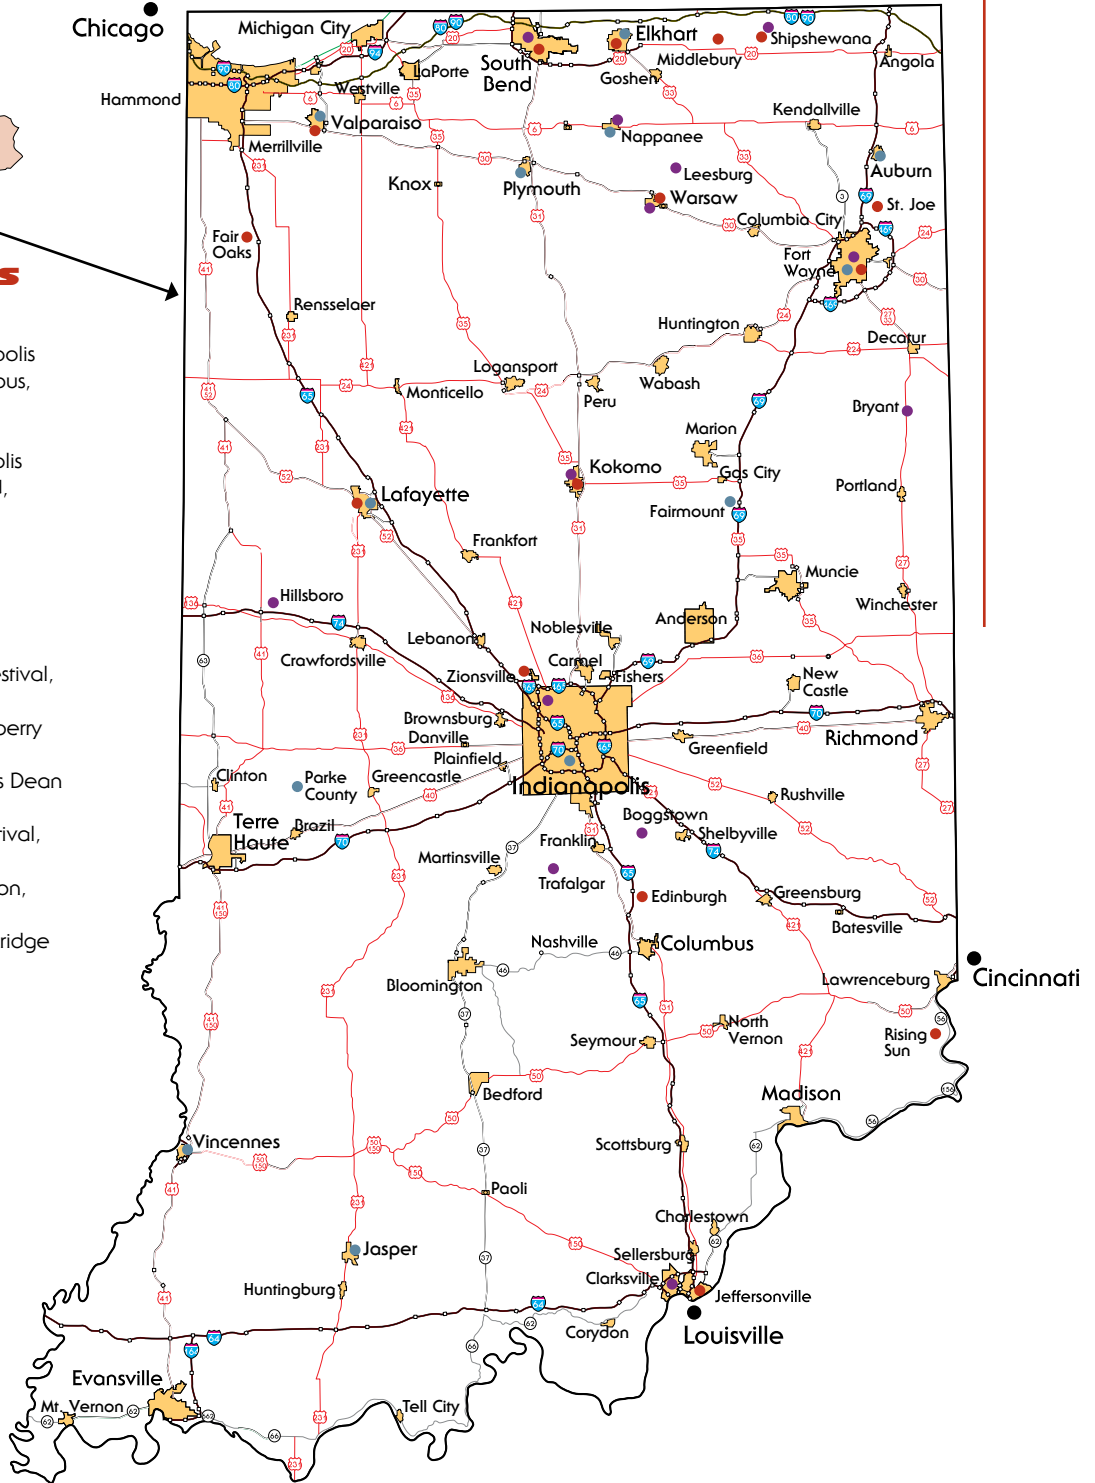 Chicago
Michigan City
Elkhart
Shipshewana
Middlebury
Angola
South
Bend
LaPorte
Goshen
Westville
Hammond
Kendallville
Valparaiso
Nappanee
Merrillville
Auburn
Knox
Plymouth
Leesburg
Warsaw
St. Joe
Columbia City
Fair
Oaks
Fort
Wayne
s
Rensselaer
Huntington
Decatur
polis
ous,
Logansport
Wabash
Monticello
Peru
Bryant
Marion
lis
l,
Kokomo
Gas City
Lafayette
Portland
Fairmount
Frankfort
Muncie
Hillsboro
Winchester
Anderson
Noblesville
Lebanon
Crawfordsville
Carmel
Zionsville
Fishers
estival,
New
Castle
Brownsburg
Danville
Richmond
berry
Greenfield
Plainfield
Clinton
Parke
County
Greencastle
s Dean
Indianapolis
Rushville
Boggstown
Terre
Haute
Brazil
Shelbyville
rival,
Franklin
Martinsville
Trafalgar
on,
Edinburgh
Greensburg
Batesville
ridge
Nashville
Columbus
Cincinnati
Bloomington
Lawrenceburg
North
Vernon
Rising
Sun
Seymour
Bedford
Madison
Vincennes
Scottsburg
Paoli
Charlestown
Jasper
Sellersburg
Clarksville
Huntingburg
Jeffersonville
Corydon
Louisville
Evansville
Mt. Vernon
Tell City